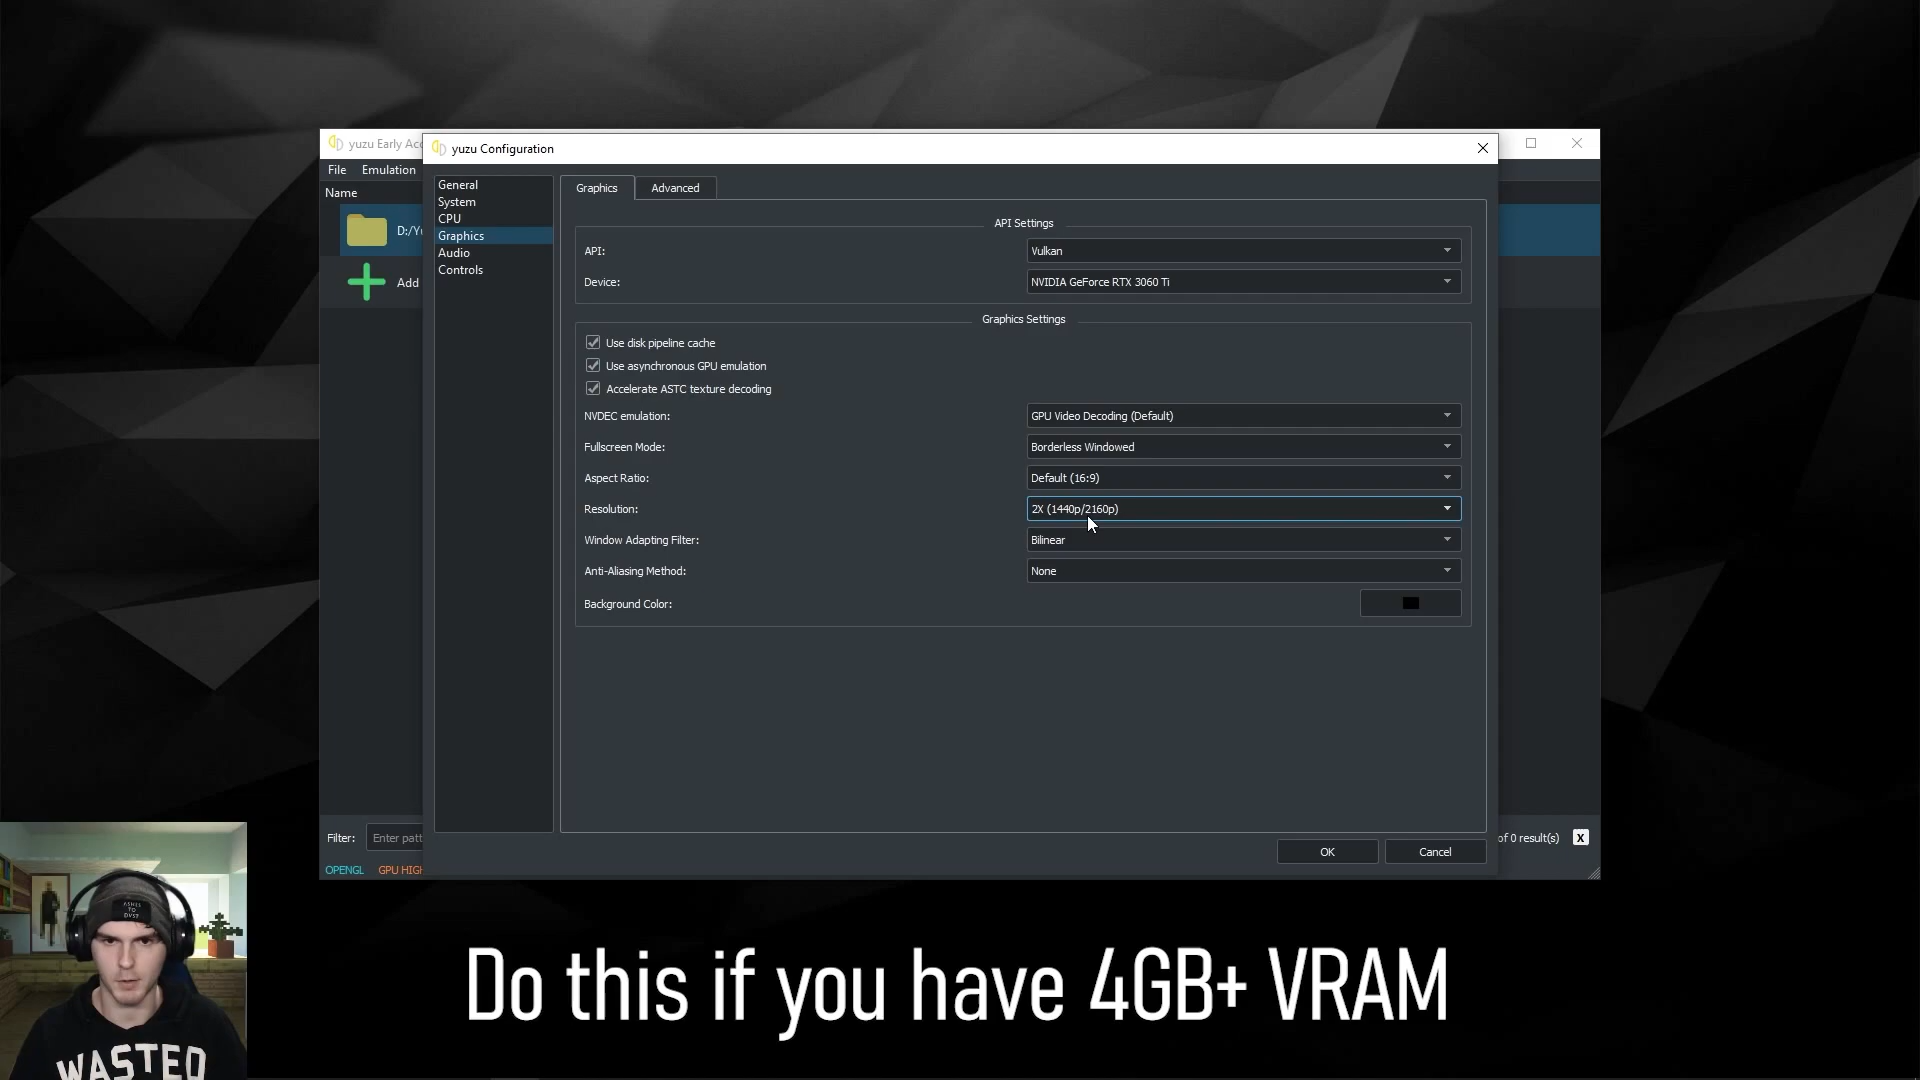 yuzu Early Acc
yuzu Configuration
File Emulation
Name
D:/Yu
Add
General
System
CPU
Graphics
Audio
Controls
Graphics Advanced
API Settings
API: Vulkan
Device: NVIDIA GeForce RTX 3060 Ti
Graphics Settings
Use disk pipeline cache
Use asynchronous GPU emulation
Accelerate ASTC texture decoding
NVDEC emulation: GPU Video Decoding (Default)
Fullscreen Mode: Borderless Windowed
Aspect Ratio: Default (16:9)
Resolution: 2X (1440p/2160p)
Window Adapting Filter: Bilinear
Anti-Aliasing Method: None
Background Color:
Filter: Enter patt
of 0 result(s) X
OK Cancel
OPENGL GPU HIGH
ASHES
TO
DUST
WASTED
Do this if you have 4GB+ VRAM